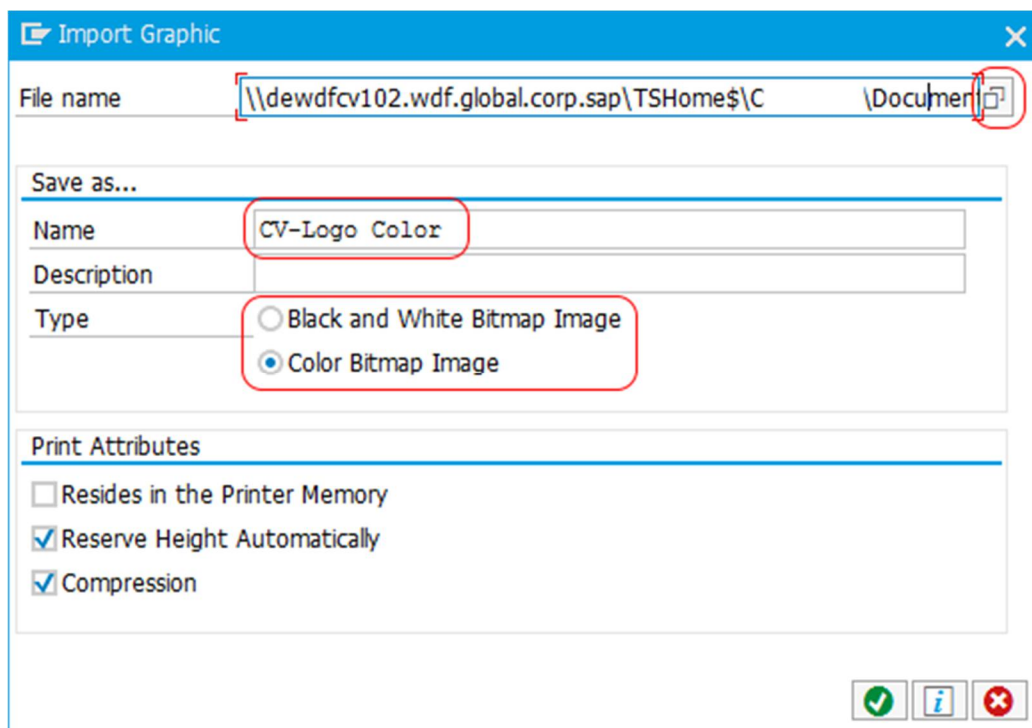 Import Graphic
File name \\dewdfcv102.wdf.global.corp.sap\TSHome$\C \Document
Save as...
Name CV-Logo Color
Description
Type Black and White Bitmap Image
Color Bitmap Image
Print Attributes
Resides in the Printer Memory
Reserve Height Automatically
Compression